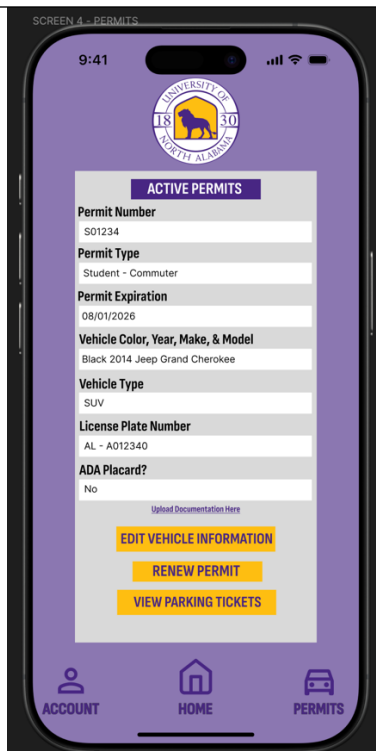 SCREEN 4 - PERMITS
9:41
UNIVERSITY OF
18 30
NORTH ALABAMA
ACTIVE PERMITS
Permit Number
S01234
Permit Type
Student - Commuter
Permit Expiration
08/01/2026
Vehicle Color, Year, Make, & Model
Black 2014 Jeep Grand Cherokee
Vehicle Type
SUV
License Plate Number
AL - A012340
ADA Placard?
No
Upload Documentation Here
EDIT VEHICLE INFORMATION
RENEW PERMIT
VIEW PARKING TICKETS
ACCOUNT HOME PERMITS